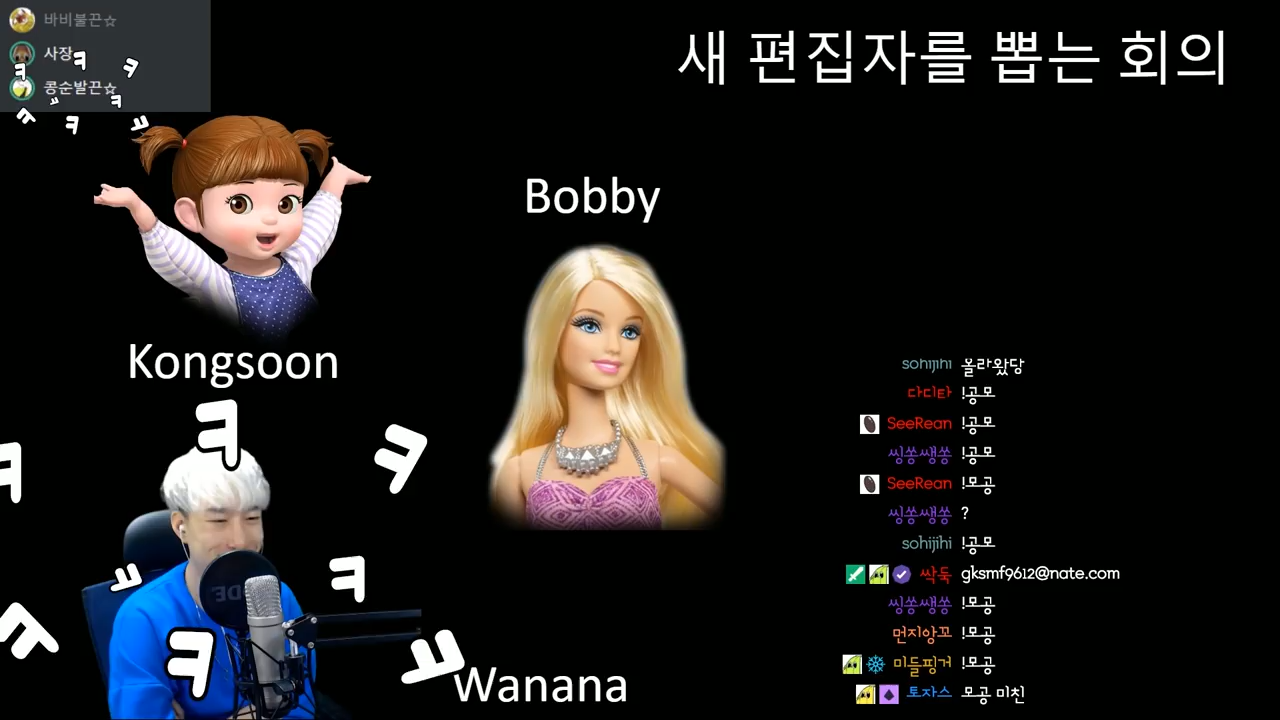 바비불끈☆
사장
콩순발끈☆
새 편집자를 뽑는 회의
Bobby
Kongsoon
Wanana
sohijihi 몰라왔당
다디타 !공모
SeeRean !공모
씽쏭쌩쏭 !공모
SeeRean !모공
씽쏭쌩쏭 ?
sohijihi !공모
싹둑 gksmf9612@nate.com
씽쏭쌩쏭 !모공
먼지앙꼬 !모공
미들핑거 !모공
토자스 모공 미친
ㅋ
ㅋ
ㅋ
ㅋ
ㅋ
ㅋ
ㅋ
ㅋ